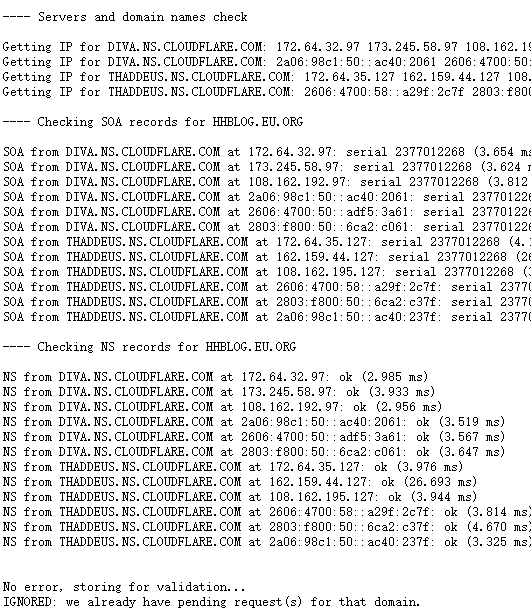 ---- Servers and domain names check
Getting IP for DIVA.NS.CLOUDFLARE.COM: 172.64.32.97 173.245.58.97 108.162.19
Getting IP for DIVA.NS.CLOUDFLARE.COM: 2a06:98c1:50::ac40:2061 2606:4700:50:
Getting IP for THADDEUS.NS.CLOUDFLARE.COM: 172.64.35.127 162.159.44.127 108.
Getting IP for THADDEUS.NS.CLOUDFLARE.COM: 2606:4700:58::a29f:2c7f 2803:f800
---- Checking SOA records for HHBLOG.EU.ORG
SOA from DIVA.NS.CLOUDFLARE.COM at 172.64.32.97: serial 2377012268 (3.654 ms
SOA from DIVA.NS.CLOUDFLARE.COM at 173.245.58.97: serial 2377012268 (3.624 m
SOA from DIVA.NS.CLOUDFLARE.COM at 108.162.192.97: serial 2377012268 (3.812
SOA from DIVA.NS.CLOUDFLARE.COM at 2a06:98c1:50::ac40:2061: serial 237701226
SOA from DIVA.NS.CLOUDFLARE.COM at 2606:4700:50::adf5:3a61: serial 237701226
SOA from DIVA.NS.CLOUDFLARE.COM at 2803:f800:50::6ca2:c061: serial 237701226
SOA from THADDEUS.NS.CLOUDFLARE.COM at 172.64.35.127: serial 2377012268 (4.
SOA from THADDEUS.NS.CLOUDFLARE.COM at 162.159.44.127: serial 2377012268 (26
SOA from THADDEUS.NS.CLOUDFLARE.COM at 108.162.195.127: serial 2377012268 (3
SOA from THADDEUS.NS.CLOUDFLARE.COM at 2606:4700:58::a29f:2c7f: serial 23770
SOA from THADDEUS.NS.CLOUDFLARE.COM at 2803:f800:50::6ca2:c37f: serial 23770
SOA from THADDEUS.NS.CLOUDFLARE.COM at 2a06:98c1:50::ac40:237f: serial 23770
---- Checking NS records for HHBLOG.EU.ORG
NS from DIVA.NS.CLOUDFLARE.COM at 172.64.32.97: ok (2.985 ms)
NS from DIVA.NS.CLOUDFLARE.COM at 173.245.58.97: ok (3.933 ms)
NS from DIVA.NS.CLOUDFLARE.COM at 108.162.192.97: ok (2.956 ms)
NS from DIVA.NS.CLOUDFLARE.COM at 2a06:98c1:50::ac40:2061: ok (3.519 ms)
NS from DIVA.NS.CLOUDFLARE.COM at 2606:4700:50::adf5:3a61: ok (3.567 ms)
NS from DIVA.NS.CLOUDFLARE.COM at 2803:f800:50::6ca2:c061: ok (3.647 ms)
NS from THADDEUS.NS.CLOUDFLARE.COM at 172.64.35.127: ok (3.976 ms)
NS from THADDEUS.NS.CLOUDFLARE.COM at 162.159.44.127: ok (26.693 ms)
NS from THADDEUS.NS.CLOUDFLARE.COM at 108.162.195.127: ok (3.944 ms)
NS from THADDEUS.NS.CLOUDFLARE.COM at 2606:4700:58::a29f:2c7f: ok (3.814 ms)
NS from THADDEUS.NS.CLOUDFLARE.COM at 2803:f800:50::6ca2:c37f: ok (4.670 ms)
NS from THADDEUS.NS.CLOUDFLARE.COM at 2a06:98c1:50::ac40:237f: ok (3.325 ms)
No error, storing for validation...
IGNORED: we already have pending request(s) for that domain.